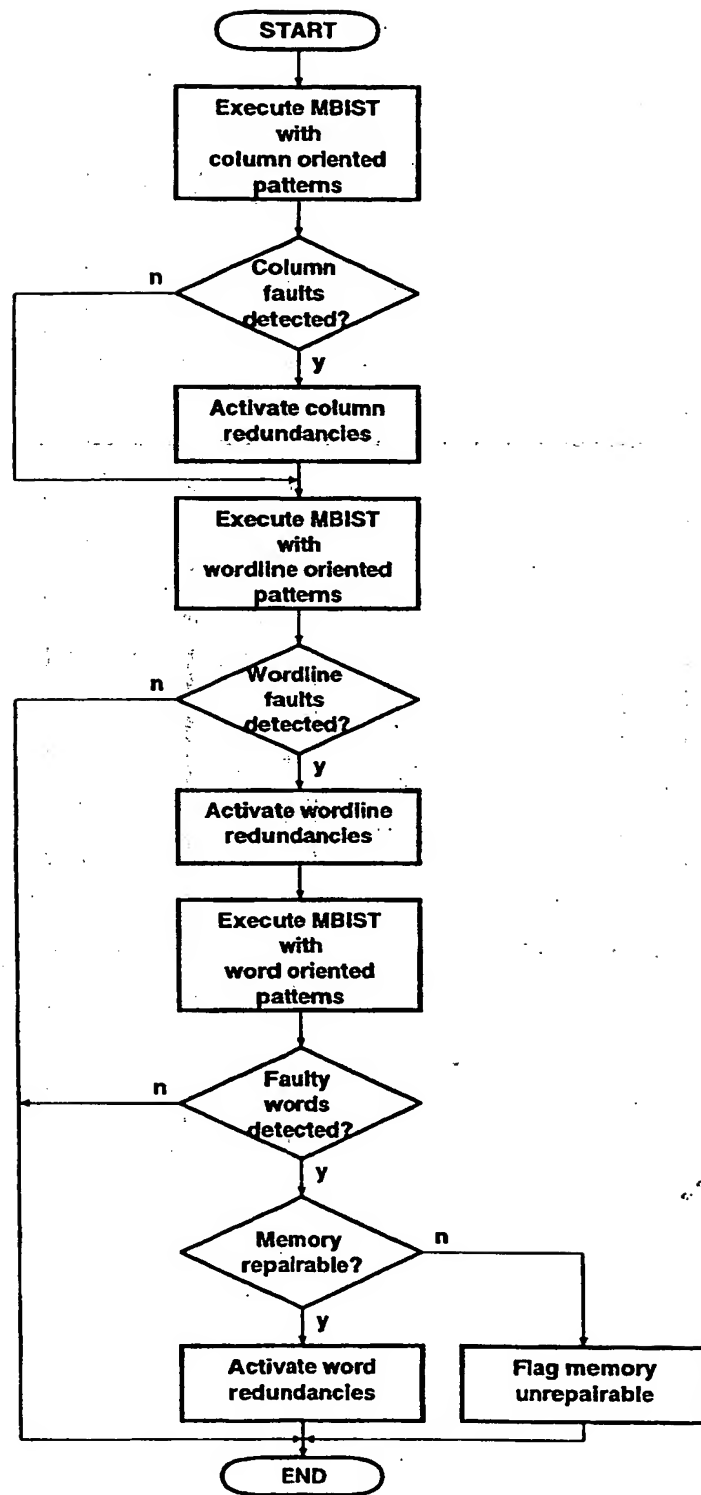 START
Execute MBIST
with
column oriented
patterns
Column
faults
detected?
n
y
Activate column
redundancies
Execute MBIST
with
wordline oriented
patterns
Wordline
faults
detected?
n
y
Activate wordline
redundancies
Execute MBIST
with
word oriented
patterns
Faulty
words
detected?
n
y
Memory
repairable?
n
y
Activate word
redundancies
Flag memory
unrepairable
END